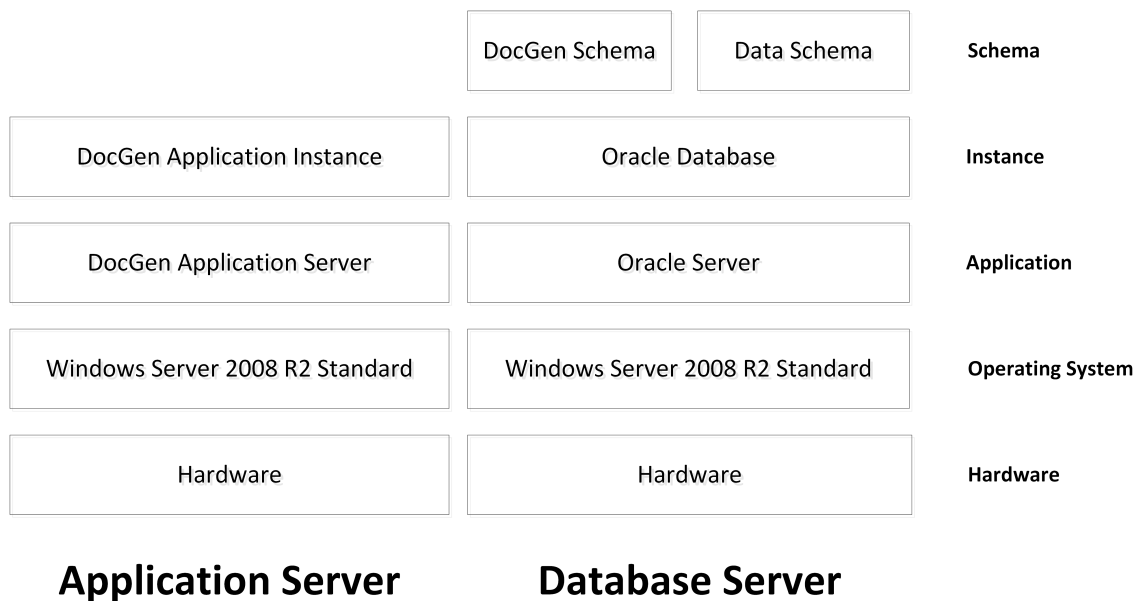 DocGen Schema
Data Schema
Schema
DocGen Application Instance
Oracle Database
Instance
DocGen Application Server
Oracle Server
Application
Windows Server 2008 R2 Standard
Windows Server 2008 R2 Standard
Operating System
Hardware
Hardware
Hardware
Application Server
Database Server